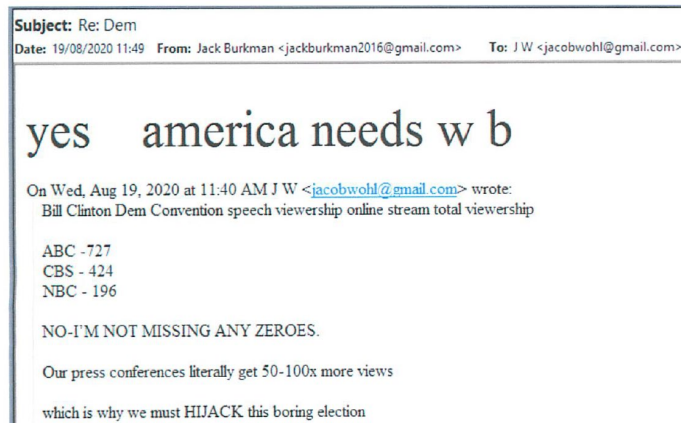 Subject: Re: Dem
Date: 19/08/2020 11:49 From: Jack Burkman <jackburkman2016@gmail.com> To: J W <jacobwohl@gmail.com>
yes america needs w b
On Wed, Aug 19, 2020 at 11:40 AM J W <jacobwohl@gmail.com> wrote:
Bill Clinton Dem Convention speech viewership online stream total viewership
ABC -727
CBS - 424
NBC - 196
NO-I'M NOT MISSING ANY ZEROES.
Our press conferences literally get 50-100x more views
which is why we must HIJACK this boring election